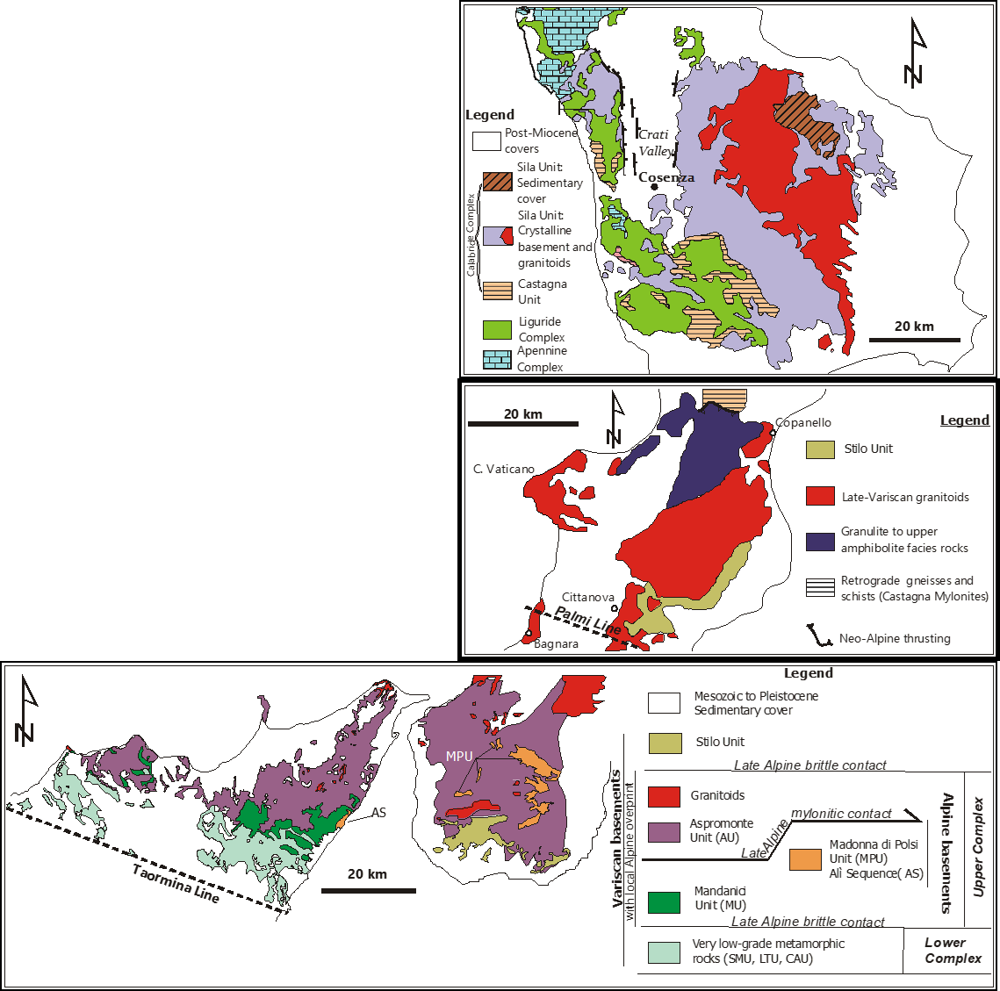 N
Legend
Post-Miocene
covers
Sila Unit:
Sedimentary
cover
Sila Unit:
Crystalline
basement and
granitoids
Calabride Complex
Castagna
Unit
Liguride
Complex
Apennine
Complex
Crati
Valley
Cosenza
20 km
20 km
N
C. Vaticano
Copanello
Cittanova
Palmi Line
Bagnara
Legend
Stilo Unit
Late-Variscan granitoids
Granulite to upper
amphibolite facies rocks
Retrograde gneisses and
schists (Castagna Mylonites)
Neo-Alpine thrusting
N
MPU
AS
20 km
Taormina Line
Legend
Mesozoic to Pleistocene
Sedimentary cover
Stilo Unit
Late Alpine brittle contact
Granitoids
Aspromonte
Unit (AU)
Late Alpine mylonitic contact
Madonna di Polsi
Unit (MPU)
Alì Sequence( AS)
Mandanici
Unit (MU)
Late Alpine brittle contact
Very low-grade metamorphic
rocks (SMU, LTU, CAU)
Variscan basements
with local Alpine overprint
Alpine basements
Upper Complex
Lower
Complex